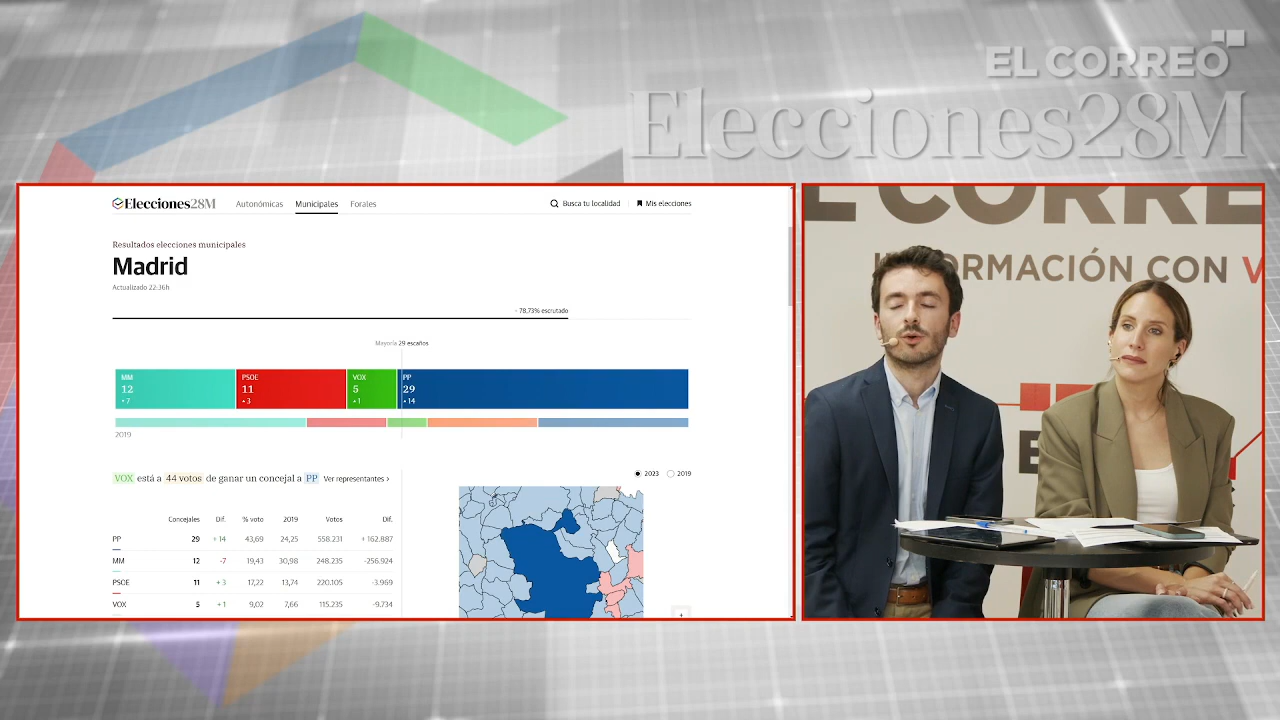 EL CORREO
Elecciones28M
Elecciones28M Autonómicas Municipales Forales Busca tu localidad Mis elecciones
Resultados elecciones municipales
Madrid
Actualizado 22:36h
78,73% escrutado
Mayoría 29 escaños
MM PSOE VOX PP
12 11 5 29
7 3 1 14
2019
VOX está a 44 votos de ganar un concejal a PP Ver representantes ›
2023 2019
Concejales Dif. % voto 2019 Votos Dif.
PP 29 +14 43,69 24,25 558.231 +162.887
MM 12 -7 19,43 30,98 248.235 -256.924
PSOE 11 +3 17,22 13,74 220.105 -3.969
VOX 5 +1 9,02 7,66 115.235 -9.734
+
L CORRE
INFORMACIÓN CON V
E